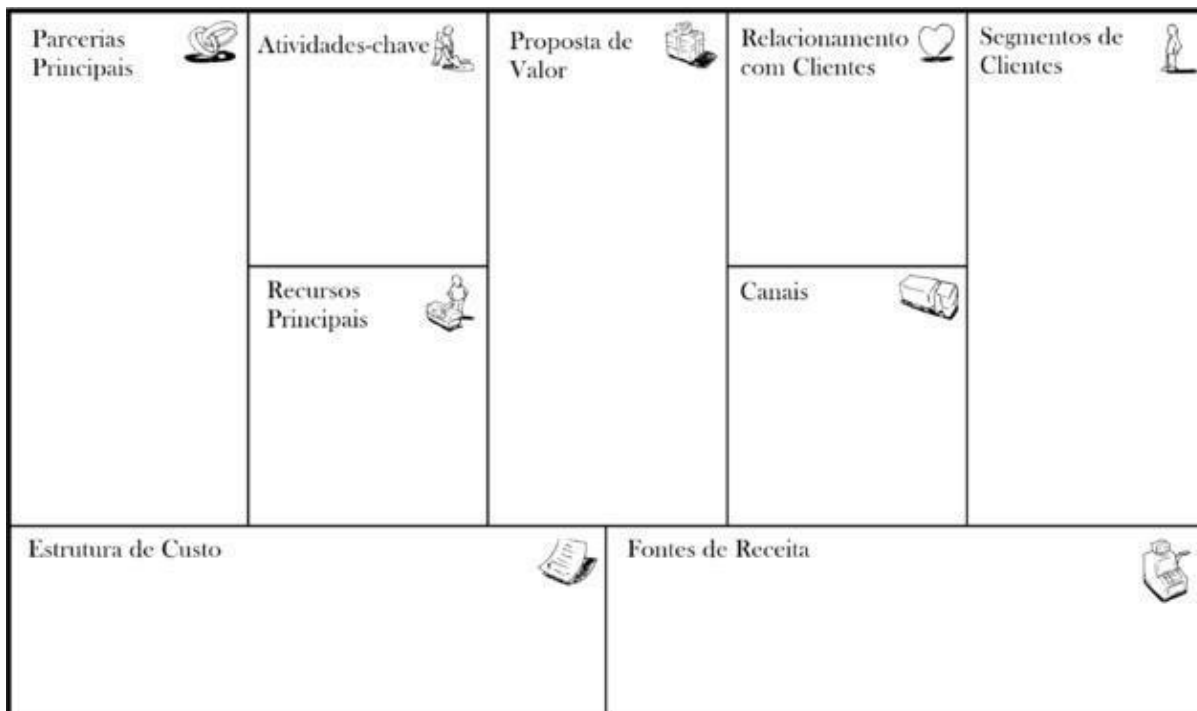 Parcerias
Principais
Atividades-chave
Proposta de
Valor
Relacionamento
com Clientes
Segmentos de
Clientes
Recursos
Principais
Canais
Estrutura de Custo
Fontes de Receita